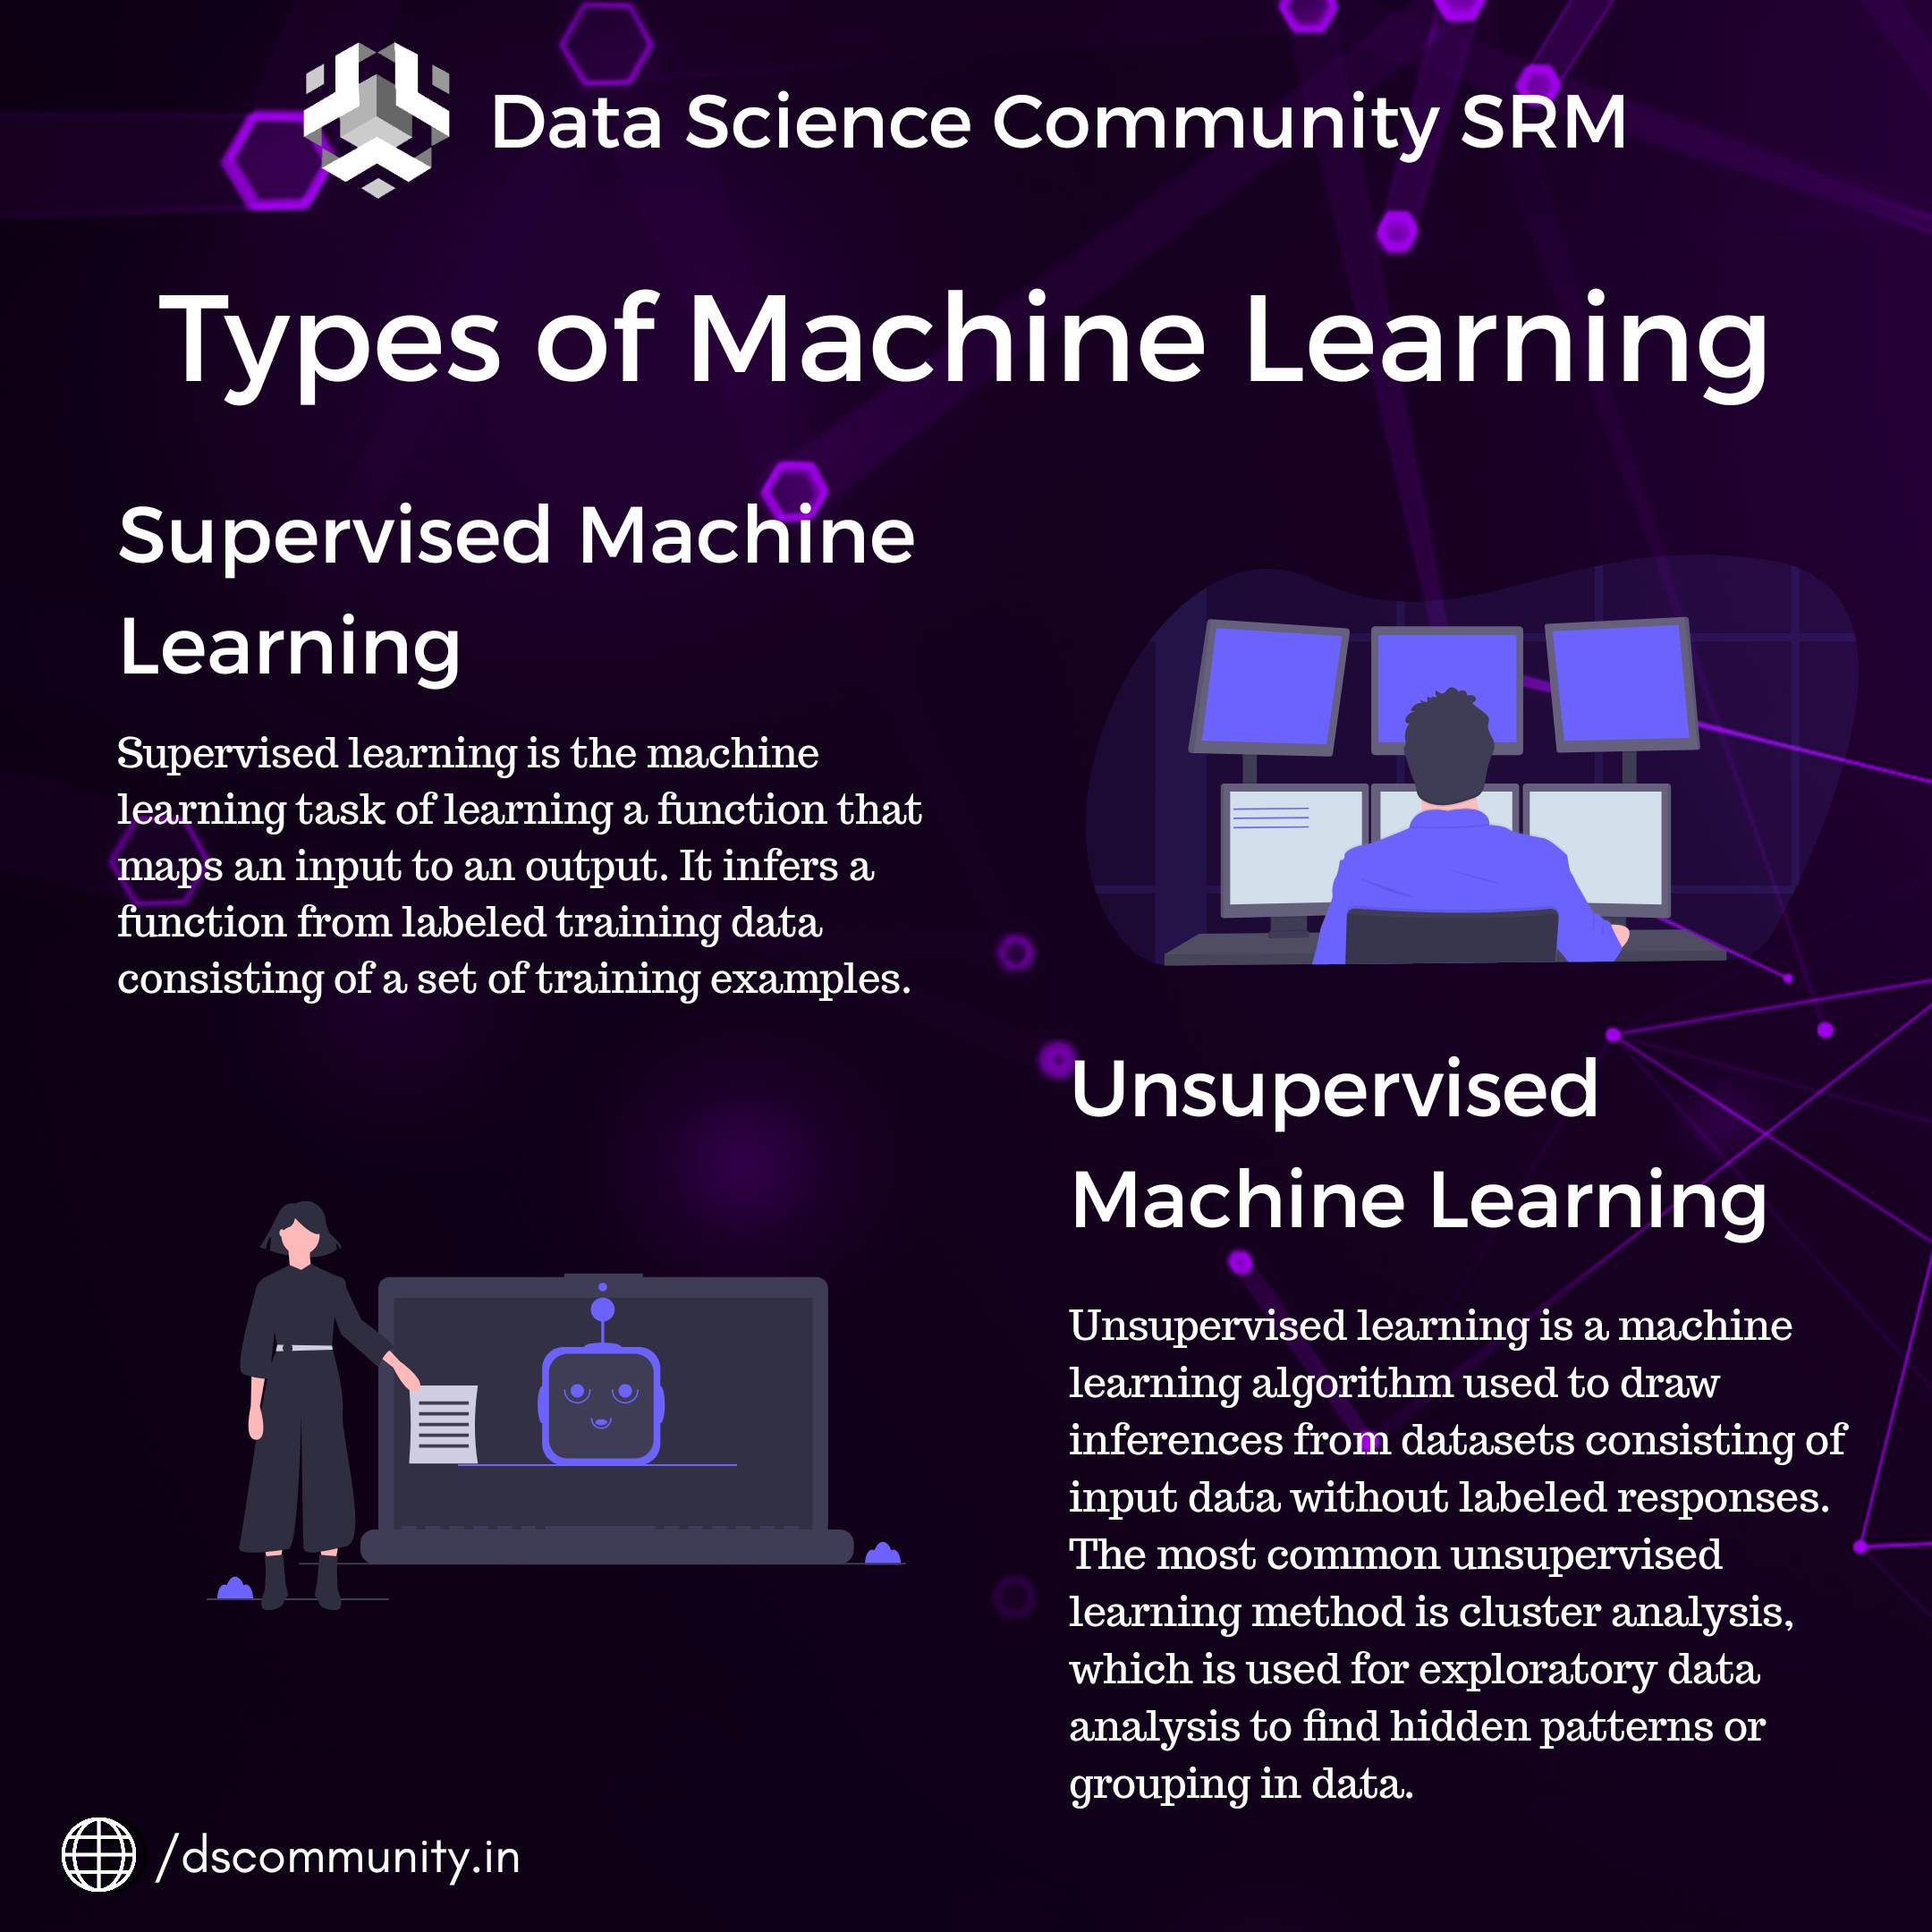 Data Science Community SRM
Types of Machine Learning
Supervised Machine
Learning
Supervised learning is the machine
learning task of learning a function that
maps an input to an output. It infers a
function from labeled training data
consisting of a set of training examples.
Unsupervised
Machine Learning
Unsupervised learning is a machine
learning algorithm used to draw
inferences from datasets consisting of
input data without labeled responses.
The most common unsupervised
learning method is cluster analysis,
which is used for exploratory data
analysis to find hidden patterns or
grouping in data.
/dscommunity.in